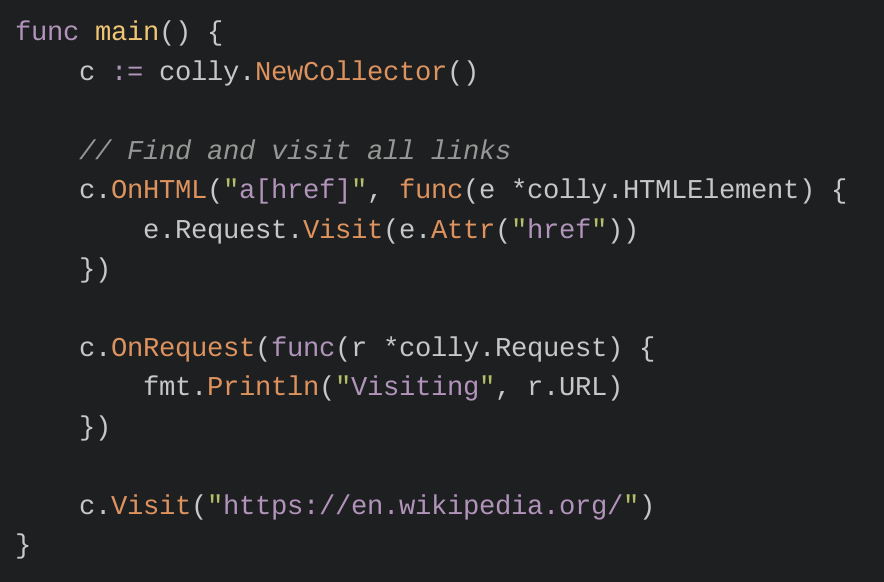 func main() {
    c := colly.NewCollector()

    // Find and visit all links
    c.OnHTML("a[href]", func(e *colly.HTMLElement) {
        e.Request.Visit(e.Attr("href"))
    })

    c.OnRequest(func(r *colly.Request) {
        fmt.Println("Visiting", r.URL)
    })

    c.Visit("https://en.wikipedia.org/")
}